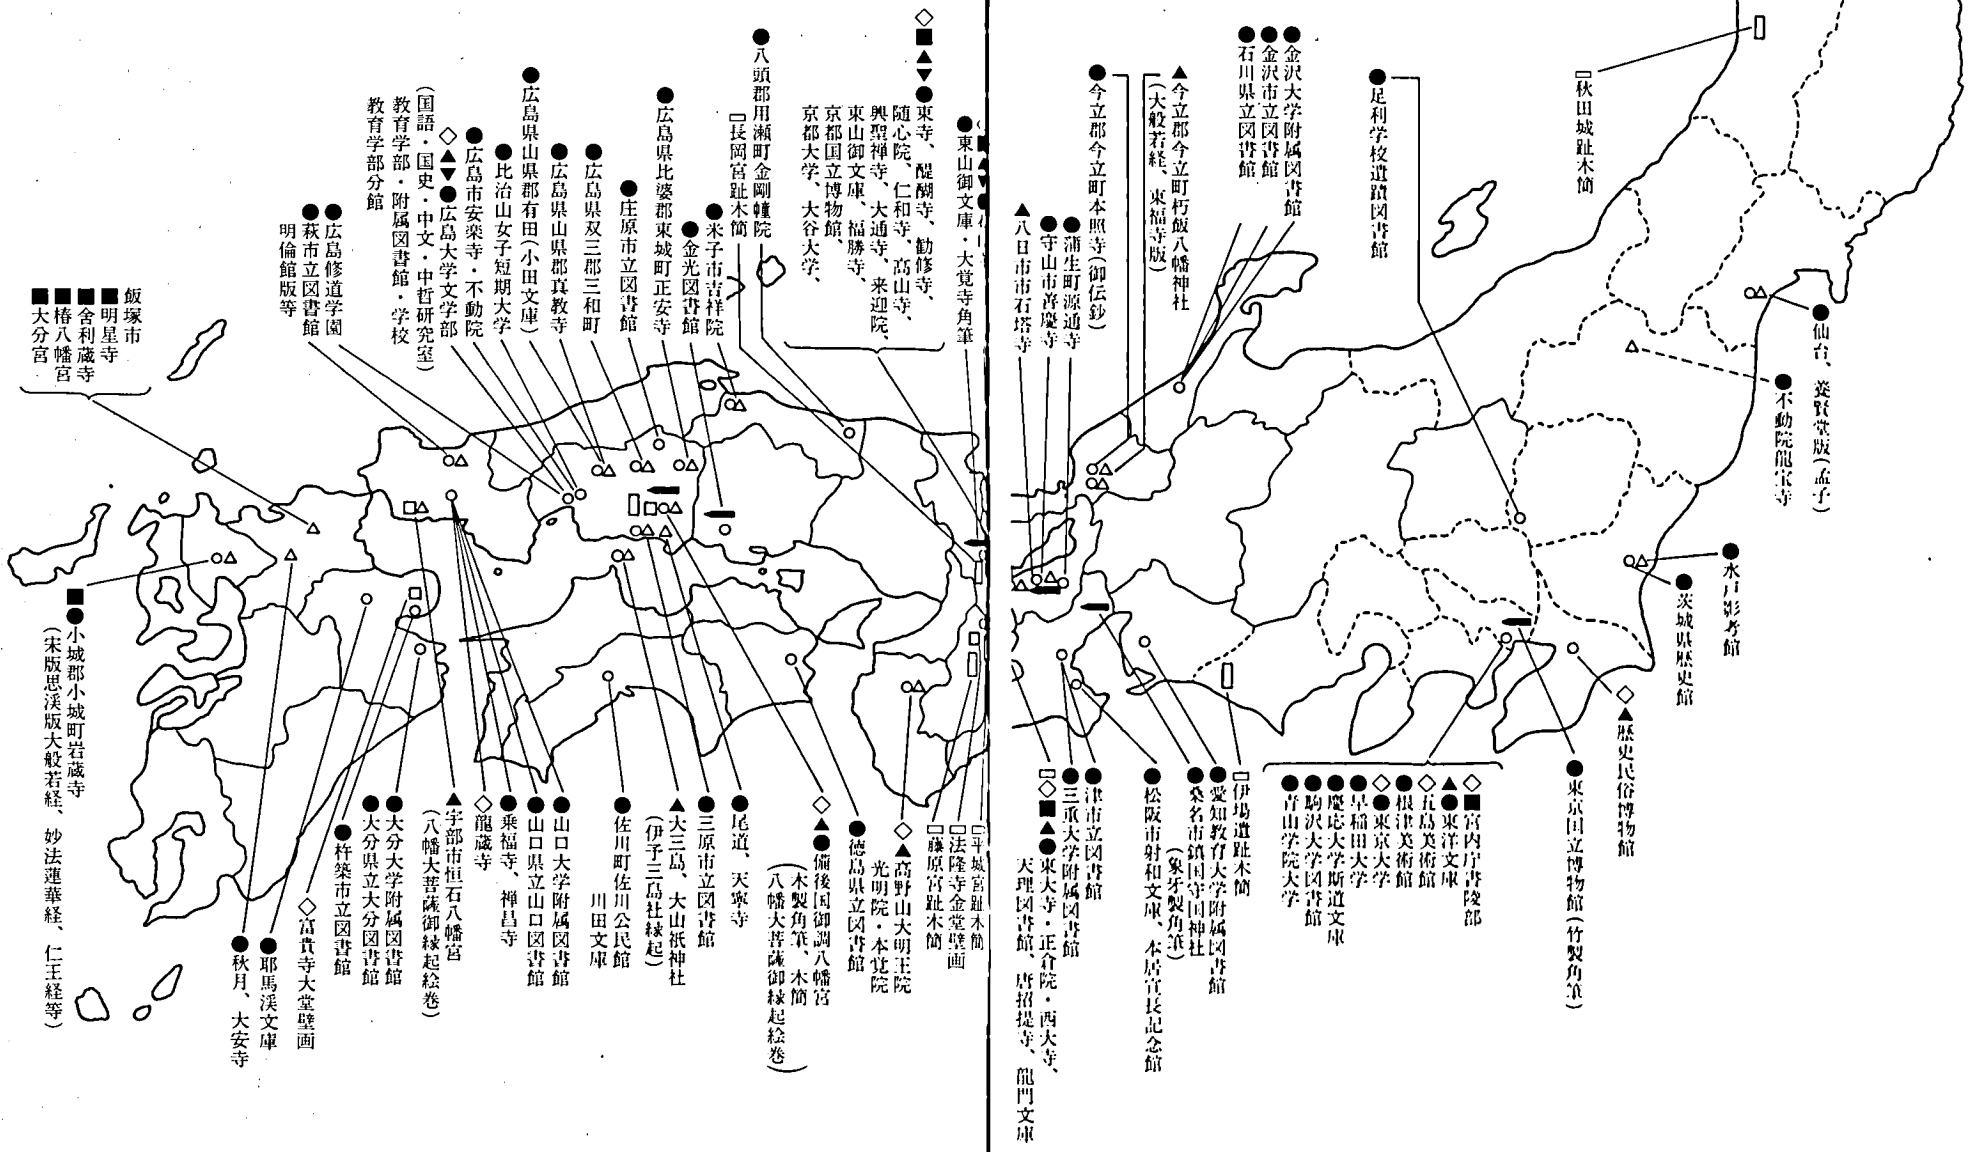 ▯秋田城趾木簡
●仙台、養賢堂版(孟子)
●不動院龍宝寺
●水戸彰考館
●茨城県歴史館
◇▲歴史民俗博物館
●東京国立博物館(竹製角筆)
●足利学校遺蹟図書館
●金沢大学附属図書館
●金沢市立図書館
●石川県立図書館
▲今立郡今立町朽飯八幡神社
(大般若経、東福寺版)
●今立郡今立町本照寺(御伝鈔)
●蒲生町源通寺
●守山市善慶寺
▲八日市市石塔寺
◇■宮内庁書陵部
▲●東洋文庫
◇五島美術館
●根津美術館
◇●東京大学
●早稲田大学
●慶応大学斯道文庫
●駒沢大学図書館
●青山学院大学
▯伊場遺趾木簡
●愛知教育大学附属図書館
●桑名市鎮国守国神社
(象牙製角筆)
●松阪市射和文庫、本居宣長記念館
●津市立図書館
●三重大学附属図書館
▯◇■▲●東大寺・正倉院・西大寺、
天理図書館、唐招提寺、龍門文庫
●東山御文庫・大覚寺角筆
◇■▲▼●東寺、醍醐寺、勧修寺、
随心院、仁和寺、高山寺、
興聖禅寺、大通寺、来迎院、
東山御文庫、福勝寺、
京都国立博物館、
京都大学、大谷大学、
●八頭郡用瀬町金剛幢院
▯長岡宮趾木簡
●米子市吉祥院
●金光図書館
●広島県比婆郡東城町正安寺
●庄原市立図書館
●広島県双三郡三和町
●広島県山県郡真教寺
●広島県山県郡有田(小田文庫)
●比治山女子短期大学
●広島市安楽寺・不動院
◇▲▼●広島大学文学部
(国語・国史・中文・中哲研究室)
教育学部・附属図書館・学校
教育学部分館
●広島修道学園
●萩市立図書館
明倫館版等
飯塚市
■明星寺
■舎利蔵寺
■椿八幡宮
■大分宮
▯平城宮趾木簡
▯法隆寺金堂壁画
▯藤原宮趾木簡
◇▲高野山大明王院
光明院・本覚院
●徳島県立図書館
◇▲●備後国御調八幡宮
(木製角筆、木簡
(八幡大菩薩御縁起絵巻)
●尾道、天寧寺
●三原市立図書館
▲大三島、大山祇神社
(伊予三島社縁起)
●佐川町佐川公民館
川田文庫
●山口大学附属図書館
●山口県立山口図書館
●乗福寺、禅昌寺
◇龍蔵寺
▲宇部市恒石八幡宮
(八幡大菩薩御縁起絵巻)
●大分大学附属図書館
●大分県立大分図書館
●杵築市立図書館
◇富貴寺大堂壁画
●耶馬渓文庫
●秋月、大安寺
■●小城郡小城町岩蔵寺
(宋版思渓版大般若経、妙法蓮華経、仁王経等)